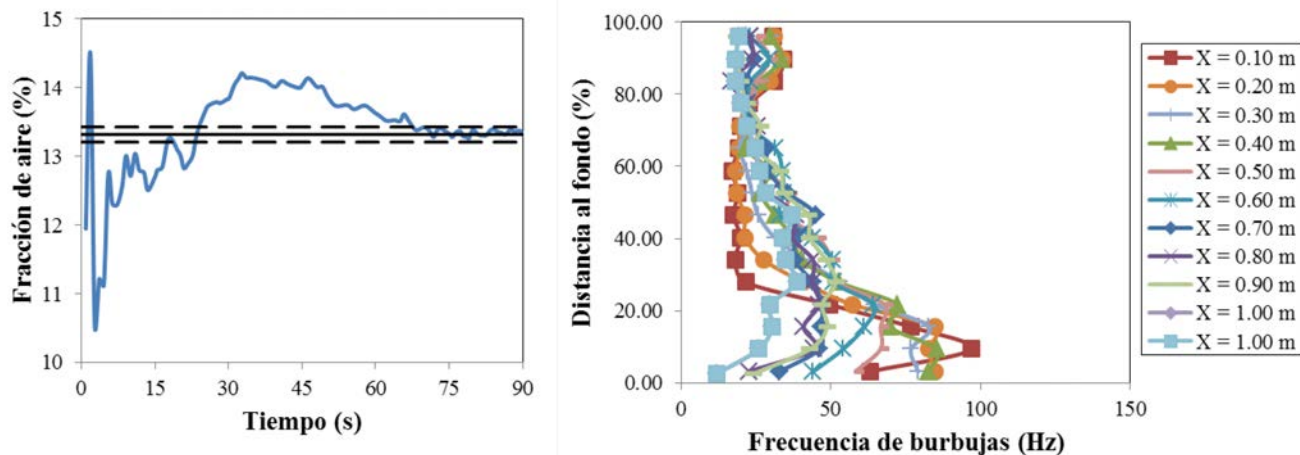 15
14
13
12
11
10
0
15
30
45
60
75
90
Fracción de aire (%)
Tiempo (s)
100.00
80.00
60.00
40.00
20.00
0.00
0
50
100
150
Distancia al fondo (%)
Frecuencia de burbujas (Hz)
X = 0.10 m
X = 0.20 m
X = 0.30 m
X = 0.40 m
X = 0.50 m
X = 0.60 m
X = 0.70 m
X = 0.80 m
X = 0.90 m
X = 1.00 m
X = 1.00 m